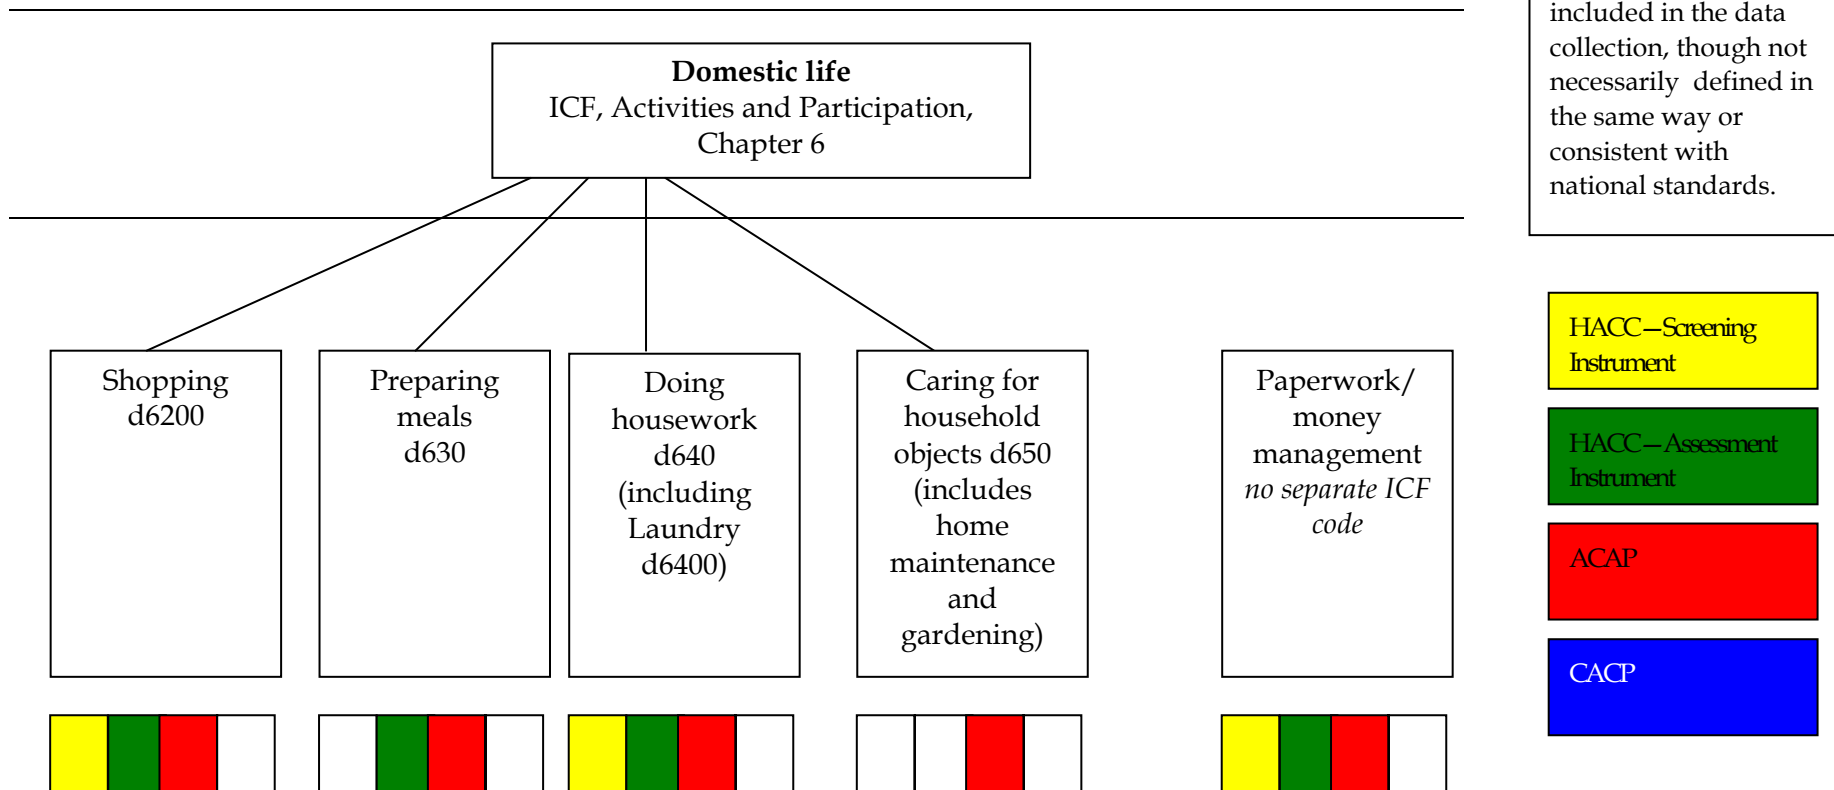 included in the data
collection, though not
necessarily defined in
the same way or
consistent with
national standards.
Domestic life
ICF, Activities and Participation,
Chapter 6
Shopping
d6200
Preparing
meals
d630
Doing
housework
d640
(including
Laundry
d6400)
Caring for
household
objects d650
(includes
home
maintenance
and
gardening)
Paperwork/
money
management
no separate ICF
code
HACC—Screening
Instrument
HACC—Assessment
Instrument
ACAP
CACP